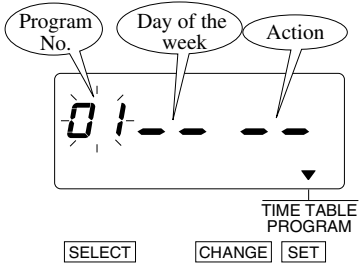 Program
No.
Day of the
week
Action
01-- --
TIME TABLE
PROGRAM
SELECT CHANGE SET